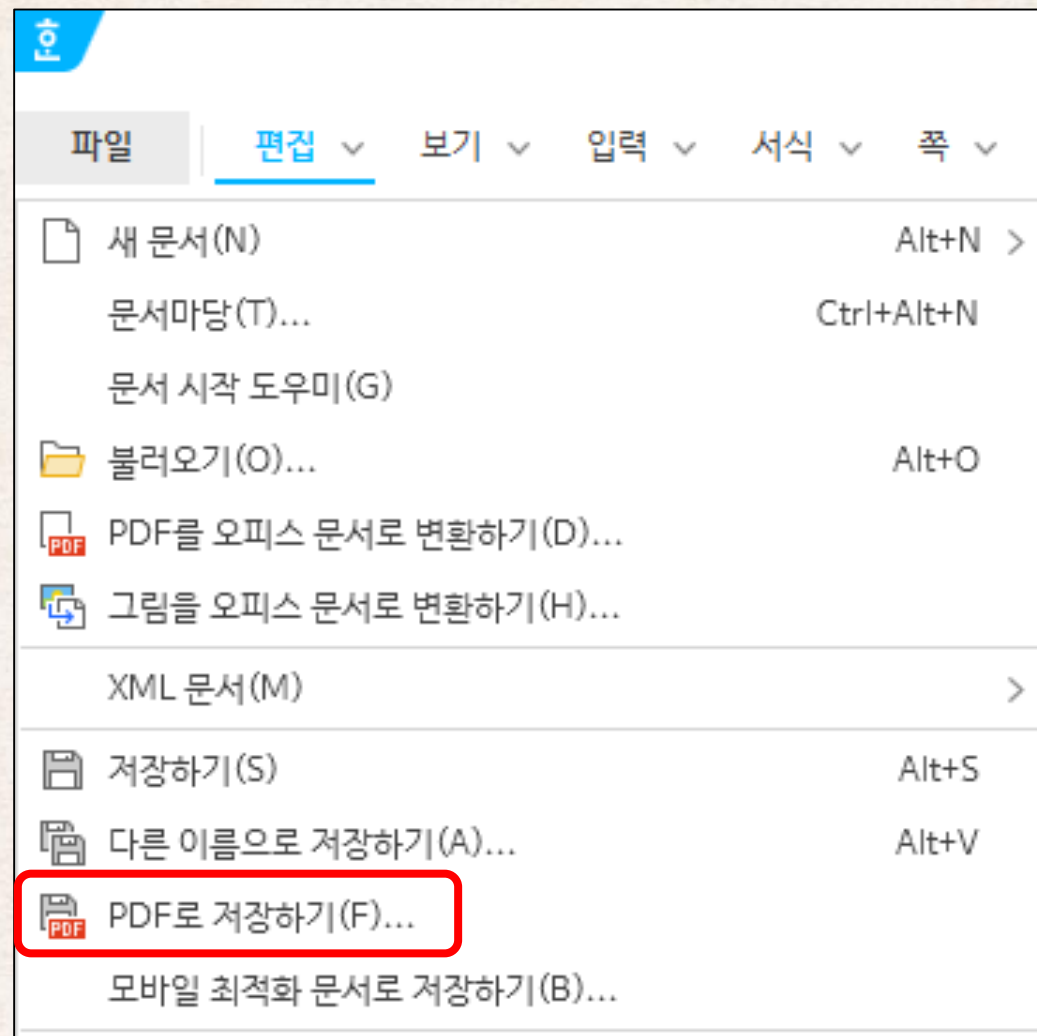 흔
파일 편집 보기 입력 서식 쪽
새 문서(N) Alt+N
문서마당(T)... Ctrl+Alt+N
문서 시작 도우미(G)
불러오기(O)... Alt+O
PDF
PDF를 오피스 문서로 변환하기(D)...
그림을 오피스 문서로 변환하기(H)...
XML 문서(M)
저장하기(S) Alt+S
다른 이름으로 저장하기(A)... Alt+V
PDF
PDF로 저장하기(F)...
모바일 최적화 문서로 저장하기(B)...